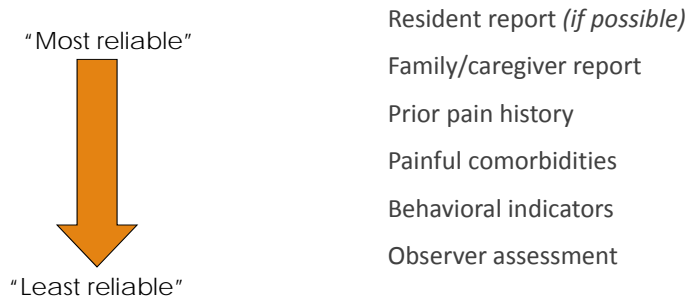 Resident report (if possible)
"Most reliable"
Family/caregiver report
Prior pain history
Painful comorbidities
Behavioral indicators
Observer assessment
"Least reliable"